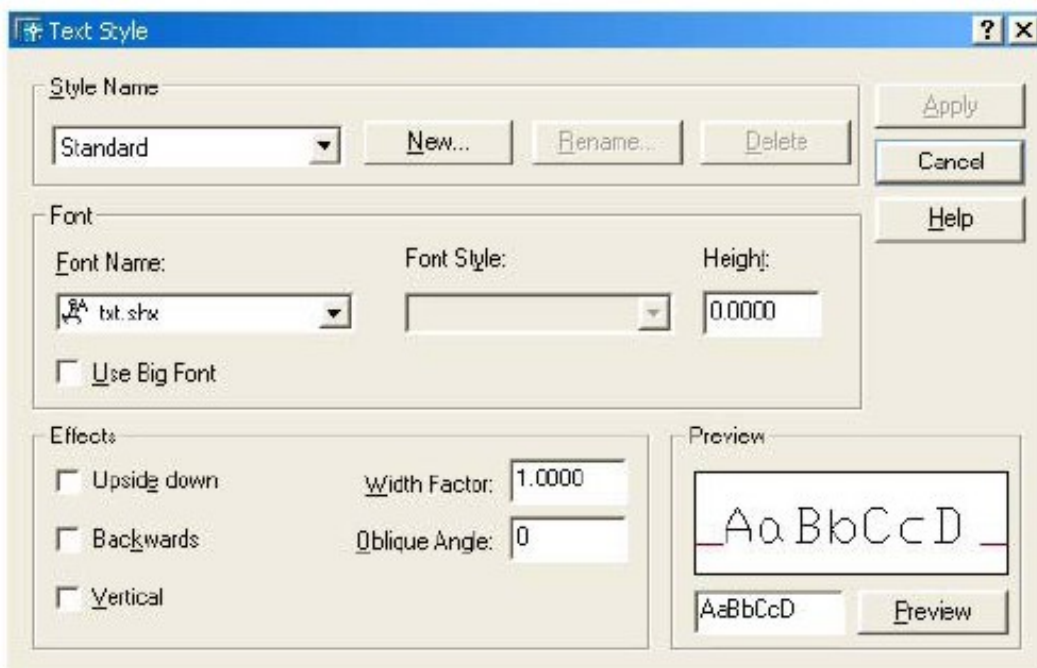 Text Style
Style Name
Standard New... Rename... Delete
Apply
Cancel
Help
Font
Font Name: Font Style: Height:
txt.shx 0.0000
Use Big Font
Effects
Upside down Width Factor: 1.0000
Backwards Oblique Angle: 0
Vertical
Preview
AaBbCcD
AaBbCcD Preview